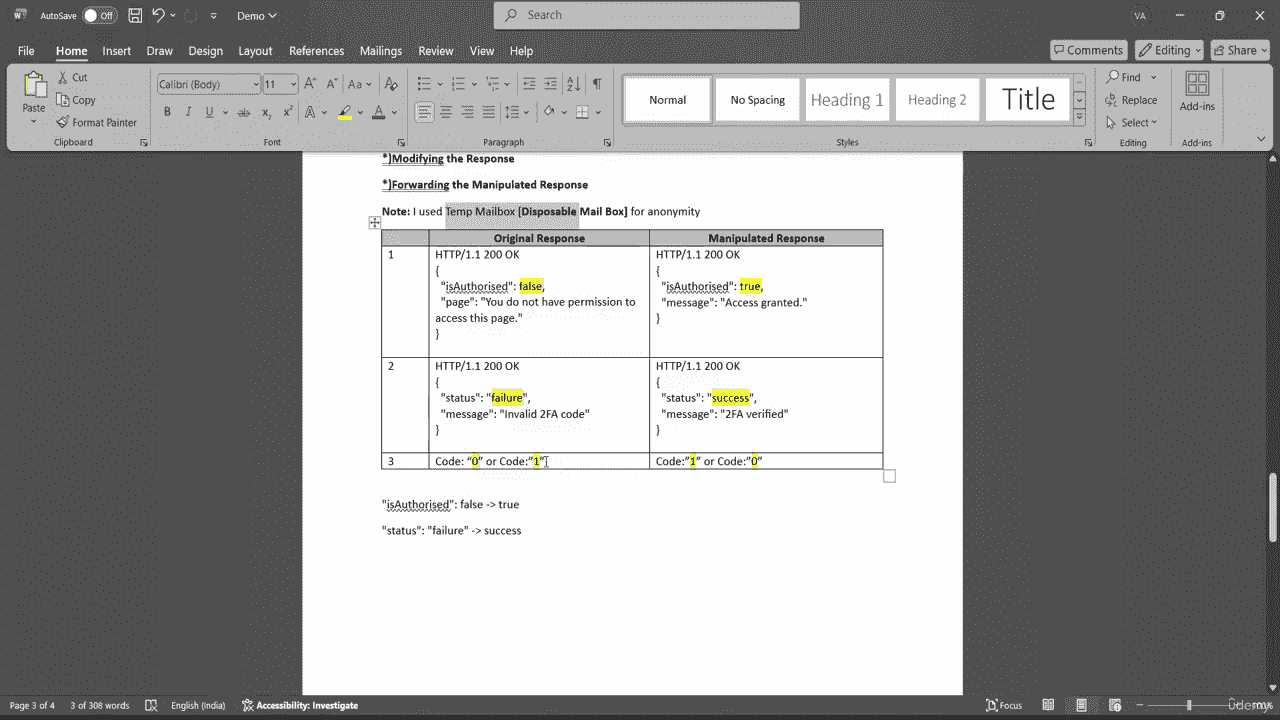 AutoSave Off Demo Search VA
File Home Insert Draw Design Layout References Mailings Review View Help Comments Editing Share
Paste Cut
Copy
Format Painter
Calibri (Body) 11 Aa
B I U ab x₂ x² A A
Normal No Spacing Heading 1 Heading 2 Title
Find
Select
Add-ins
Clipboard Font Paragraph Styles Editing Add-ins
*)Modifying the Response
*)Forwarding the Manipulated Response
Note: I used Temp Mailbox [Disposable Mail Box] for anonymity
Original Response Manipulated Response
1 HTTP/1.1 200 OK
{
"isAuthorised": false,
"page": "You do not have permission to
access this page."
}
HTTP/1.1 200 OK
{
"isAuthorised": true,
"message": "Access granted."
}
2 HTTP/1.1 200 OK
{
"status": "failure",
"message": "Invalid 2FA code"
}
HTTP/1.1 200 OK
{
"status": "success",
"message": "2FA verified"
}
3 Code: “0” or Code:”1” Code:”1” or Code:”0”
"isAuthorised": false -> true
"status": "failure" -> success
Page 3 of 4 3 of 308 words English (India) Accessibility: Investigate Focus